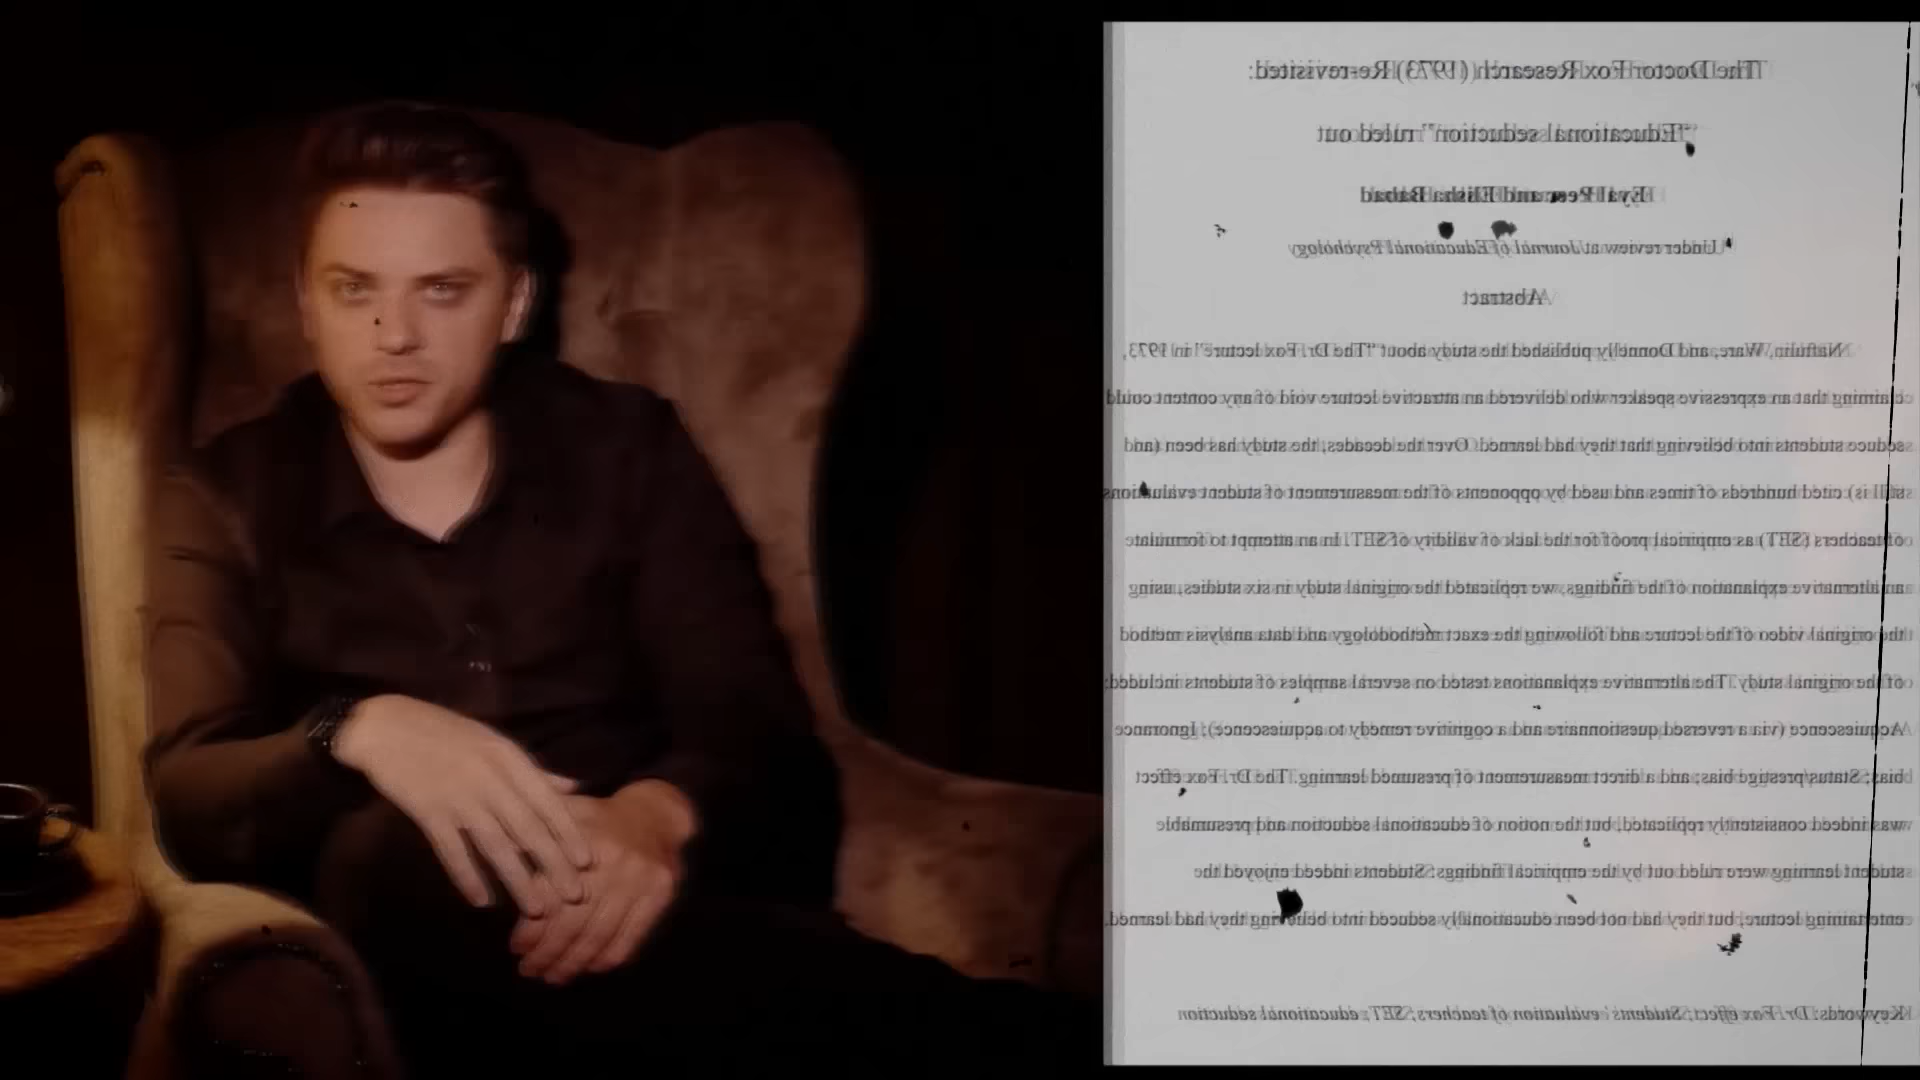 The Doctor Fox Research (1973) Re-revisited:
"Educational seduction" ruled out
Eyal Peer and Elisha Babad
Under review at Journal of Educational Psychology
Abstract
Naftulin, Ware, and Donnelly published the study about "The Dr. Fox lecture" in 1973,
claiming that an expressive speaker who delivered an attractive lecture void of any content could
seduce students into believing that they had learned. Over the decades, the study has been (and
still is) cited hundreds of times and used by opponents of the measurement of student evaluations
of teachers (SET) as empirical proof for the lack of validity of SET. In an attempt to formulate
an alternative explanation of the findings, we replicated the original study in six studies, using
the original video of the lecture and following the exact methodology and data analysis method
of the original study. The alternative explanations tested on several samples of students included:
Acquiescence (via a reversed questionnaire and a cognitive remedy to acquiescence); Ignorance
bias; Status/prestige bias; and a direct measurement of presumed learning. The Dr. Fox effect
was indeed consistently replicated, but the notion of educational seduction and presumable
student learning were ruled out by the empirical findings: Students indeed enjoyed the
entertaining lecture, but they had not been educationally seduced into believing they had learned.
Keywords: Dr. Fox effect; Students' evaluation of teachers; SET; educational seduction